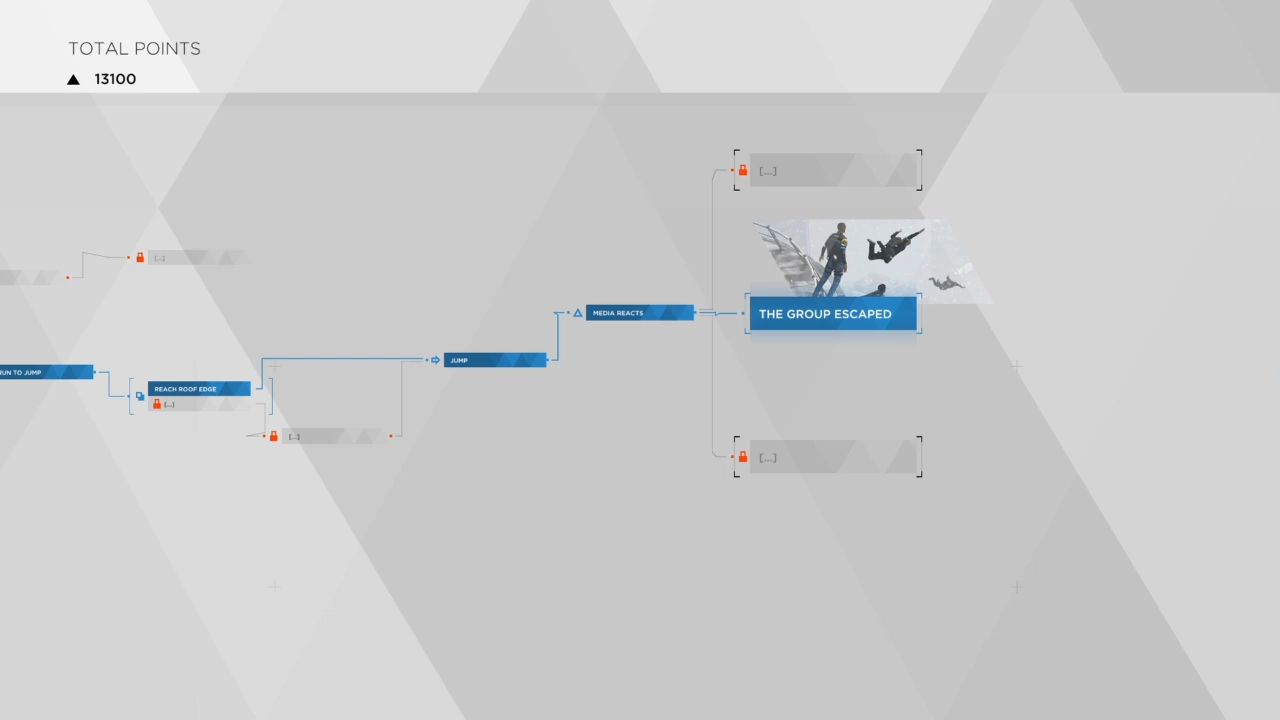 TOTAL POINTS
13100
[...]
[...]
THE GROUP ESCAPED
MEDIA REACTS
JUMP
RUN TO JUMP
REACH ROOF EDGE
[...]
[...]
[...]